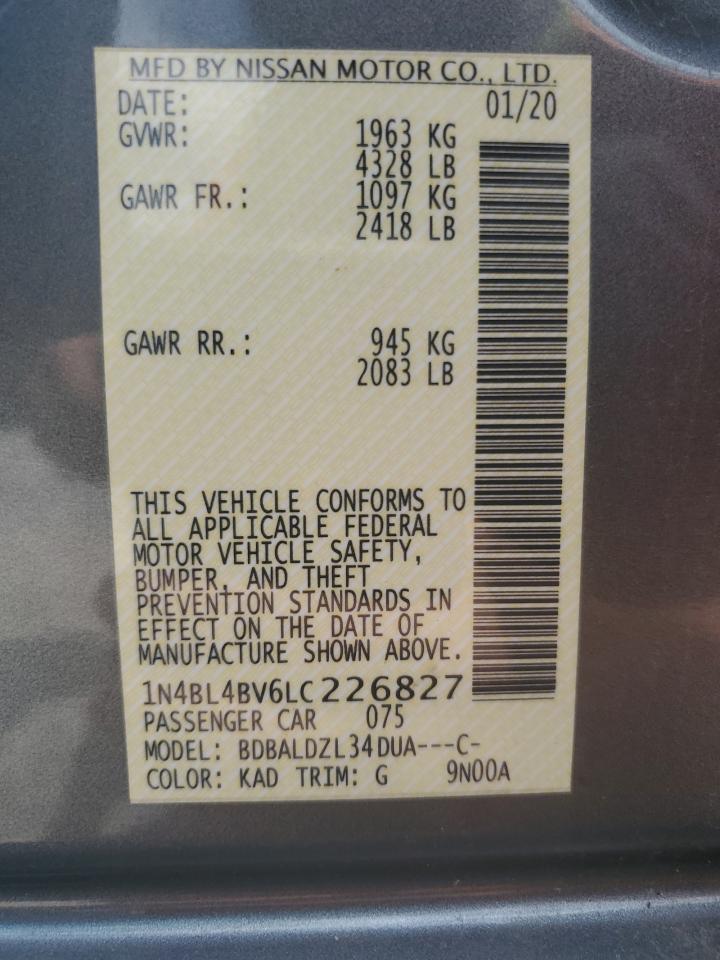 MFD BY NISSAN MOTOR CO., LTD.
DATE: 01/20
GVWR: 1963 KG
4328 LB
GAWR FR.: 1097 KG
2418 LB
GAWR RR.: 945 KG
2083 LB
THIS VEHICLE CONFORMS TO
ALL APPLICABLE FEDERAL
MOTOR VEHICLE SAFETY,
BUMPER, AND THEFT
PREVENTION STANDARDS IN
EFFECT ON THE DATE OF
MANUFACTURE SHOWN ABOVE.
1N4BL4BV6LC226827
PASSENGER CAR 075
MODEL: BDBALDZL34DUA---C-
COLOR: KAD TRIM: G 9N00A